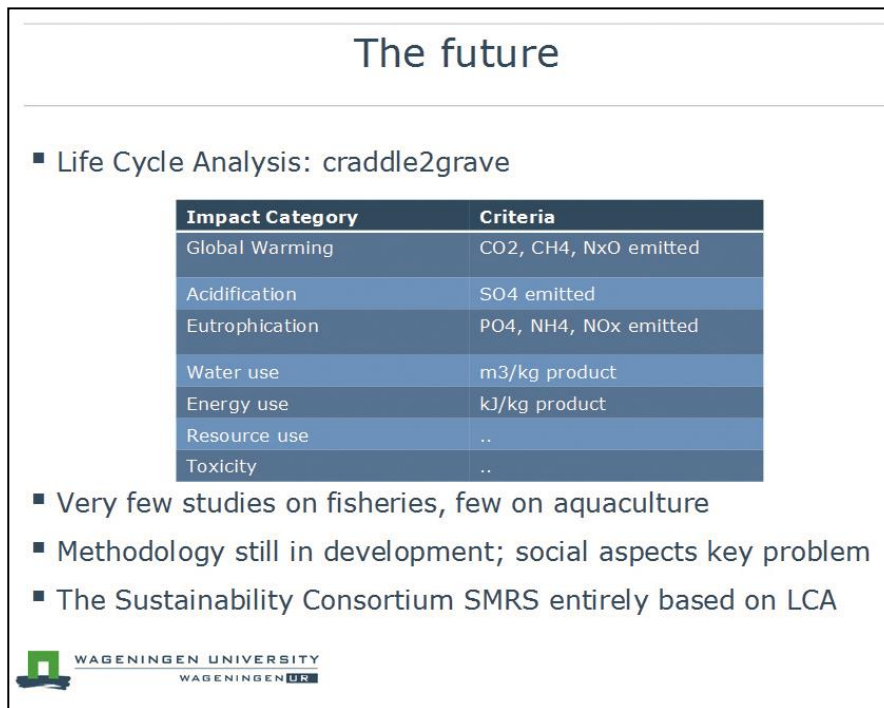 The future
▪ Life Cycle Analysis: craddle2grave
Impact Category Criteria
Global Warming CO2, CH4, NxO emitted
Acidification SO4 emitted
Eutrophication PO4, NH4, NOx emitted
Water use m3/kg product
Energy use kJ/kg product
Resource use ..
Toxicity ..
▪ Very few studies on fisheries, few on aquaculture
▪ Methodology still in development; social aspects key problem
▪ The Sustainability Consortium SMRS entirely based on LCA
WAGENINGEN UNIVERSITY
WAGENINGEN UR